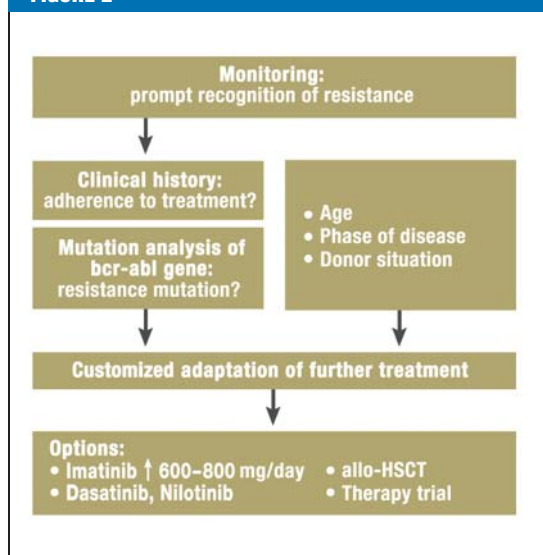 Monitoring:
prompt recognition of resistance
Clinical history:
adherence to treatment?
Mutation analysis of
bcr-abl gene:
resistance mutation?
• Age
• Phase of disease
• Donor situation
Customized adaptation of further treatment
Options:
• Imatinib ↑ 600–800 mg/day
• Dasatinib, Nilotinib
• allo-HSCT
• Therapy trial